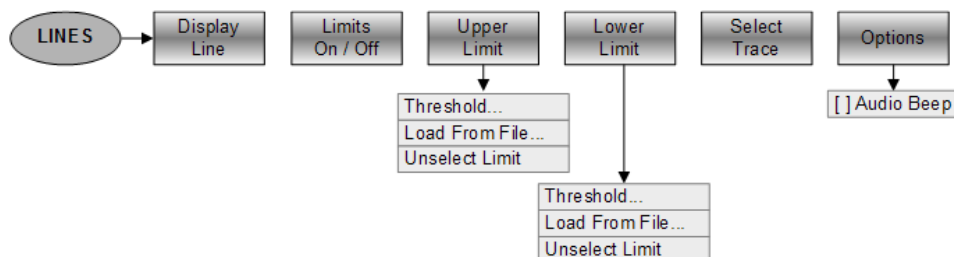 LINES
Display
Line
Limits
On / Off
Upper
Limit
Lower
Limit
Select
Trace
Options
Threshold...
Load From File...
Unselect Limit
Threshold...
Load From File...
Unselect Limit
[ ] Audio Beep